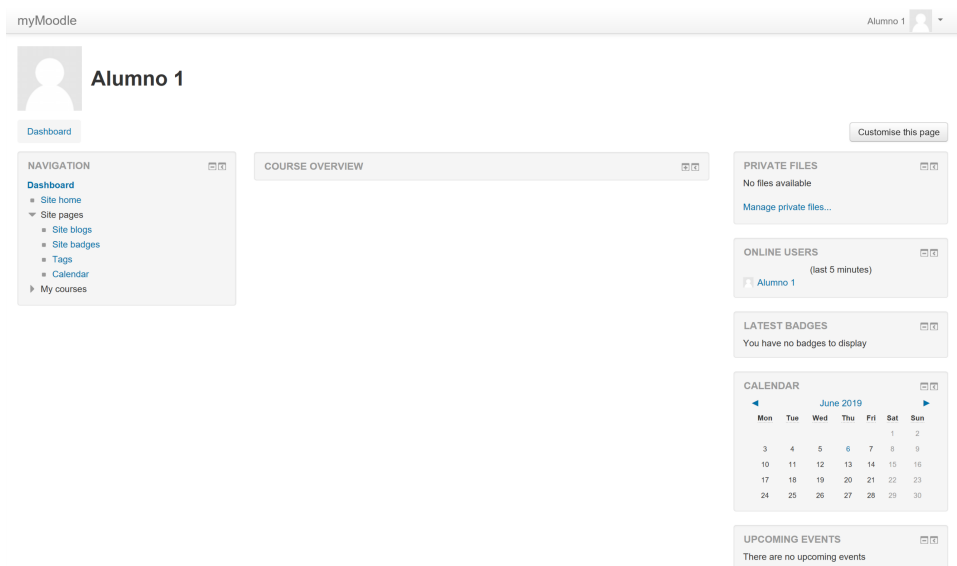 myMoodle
Alumno 1
Alumno 1
Dashboard
Customise this page
NAVIGATION
Dashboard
Site home
Site pages
Site blogs
Site badges
Tags
Calendar
My courses
COURSE OVERVIEW
PRIVATE FILES
No files available
Manage private files...
ONLINE USERS
(last 5 minutes)
Alumno 1
LATEST BADGES
You have no badges to display
CALENDAR
◄ June 2019 ►
Mon Tue Wed Thu Fri Sat Sun
1 2
3 4 5 6 7 8 9
10 11 12 13 14 15 16
17 18 19 20 21 22 23
24 25 26 27 28 29 30
UPCOMING EVENTS
There are no upcoming events